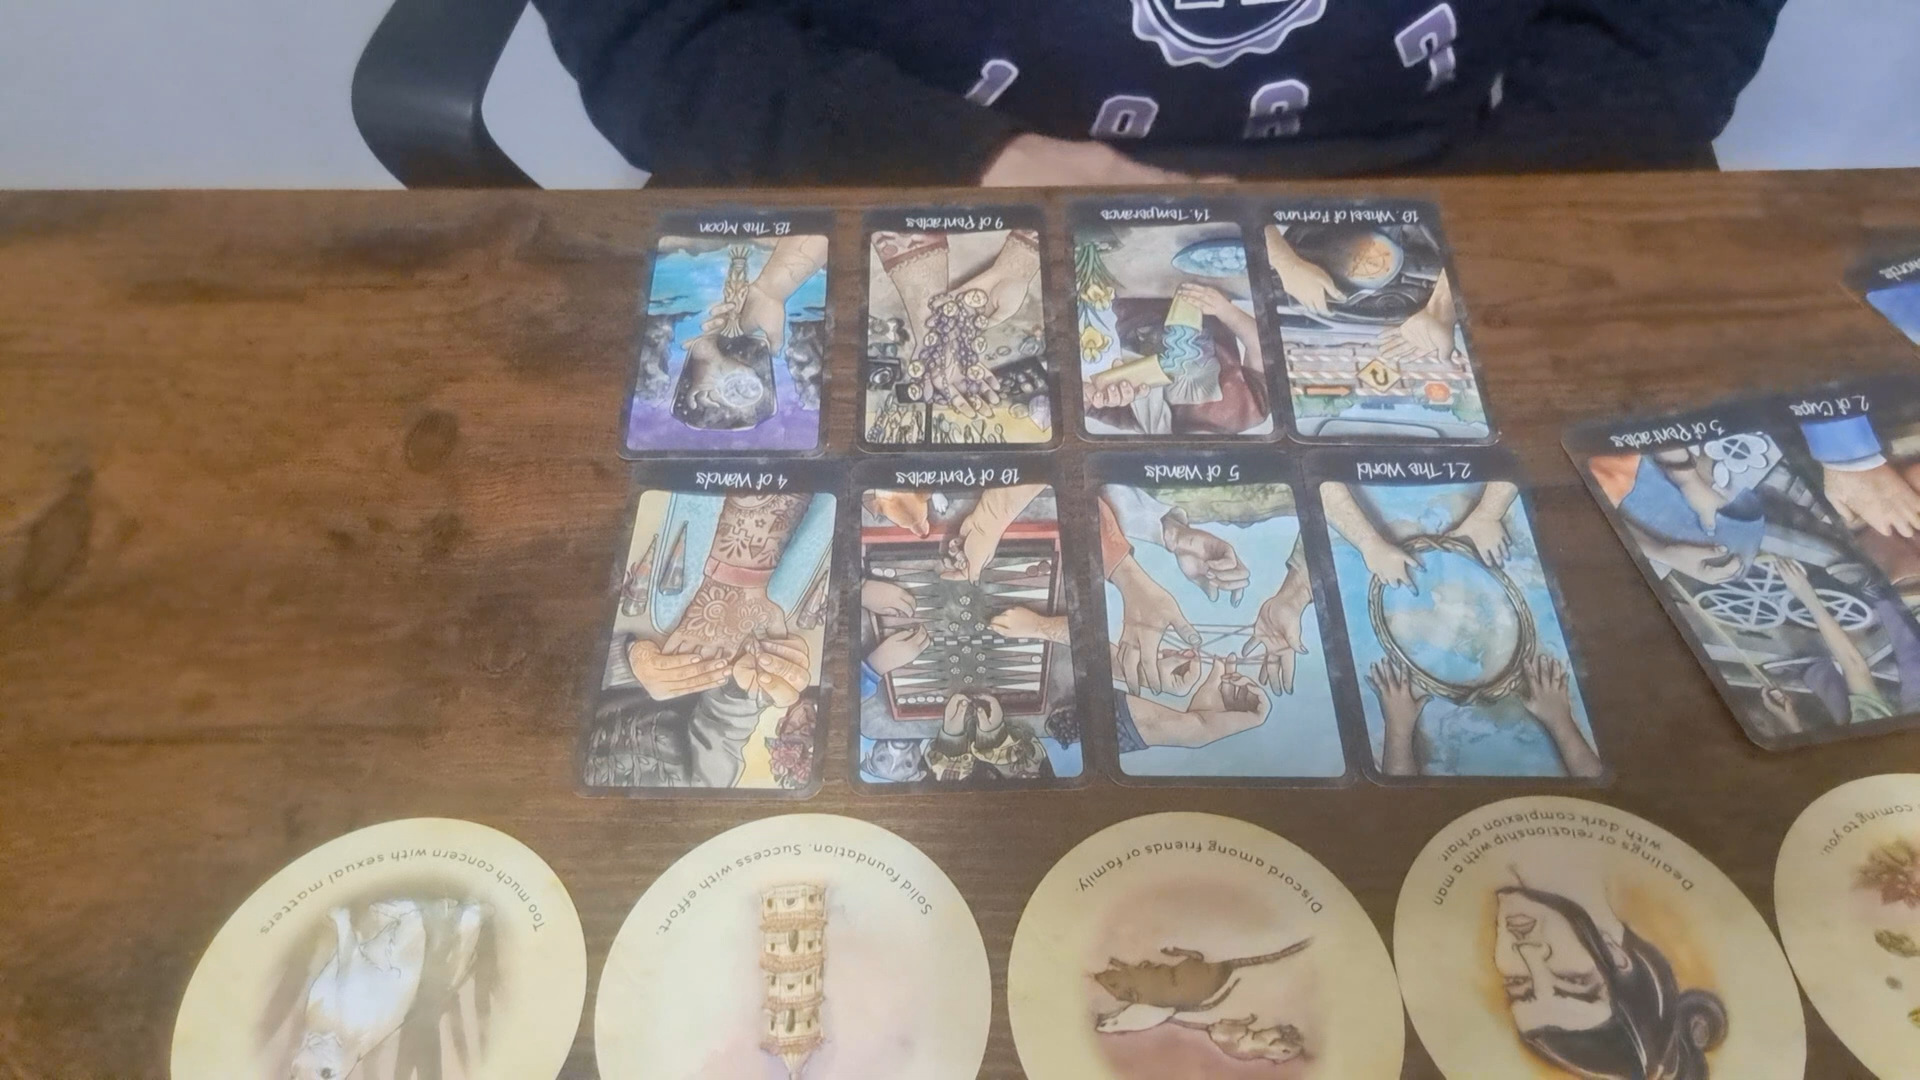 1 0 6
18. The Moon
9 of Pentacles
14. Temperance
10. Wheel of Fortune
4 of Wands
10 of Pentacles
5 of Wands
21. The World
3 of Pentacles
2 of Cups
Too much concern with sexual matters.
Solid foundation. Success with effort.
Discord among friends or family.
Dealings or relationship with a man
with dark complexion or hair.
coming to you.